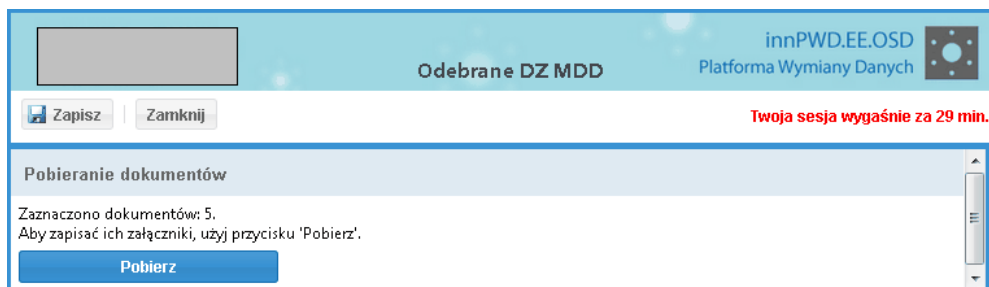 innPWD.EE.OSD
Odebrane DZ MDD
Platforma Wymiany Danych
Zapisz
Zamknij
Twoja sesja wygaśnie za 29 min.
Pobieranie dokumentów
Zaznaczono dokumentów: 5.
Aby zapisać ich załączniki, użyj przycisku 'Pobierz'.
Pobierz